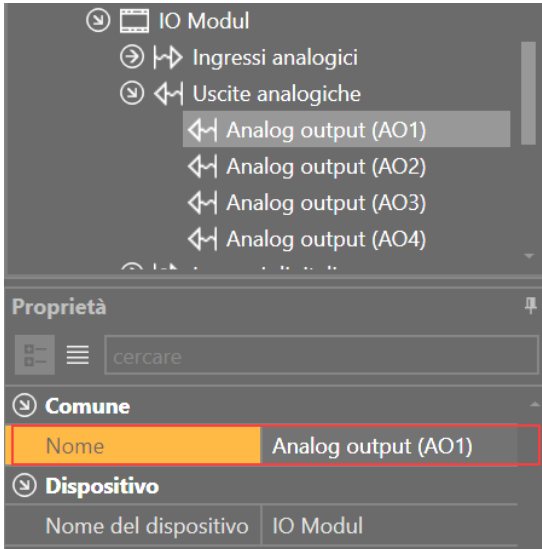 IO Modul
Ingressi analogici
Uscite analogiche
Analog output (AO1)
Analog output (AO2)
Analog output (AO3)
Analog output (AO4)
Proprietà
cercare
Comune
Nome Analog output (AO1)
Dispositivo
Nome del dispositivo IO Modul